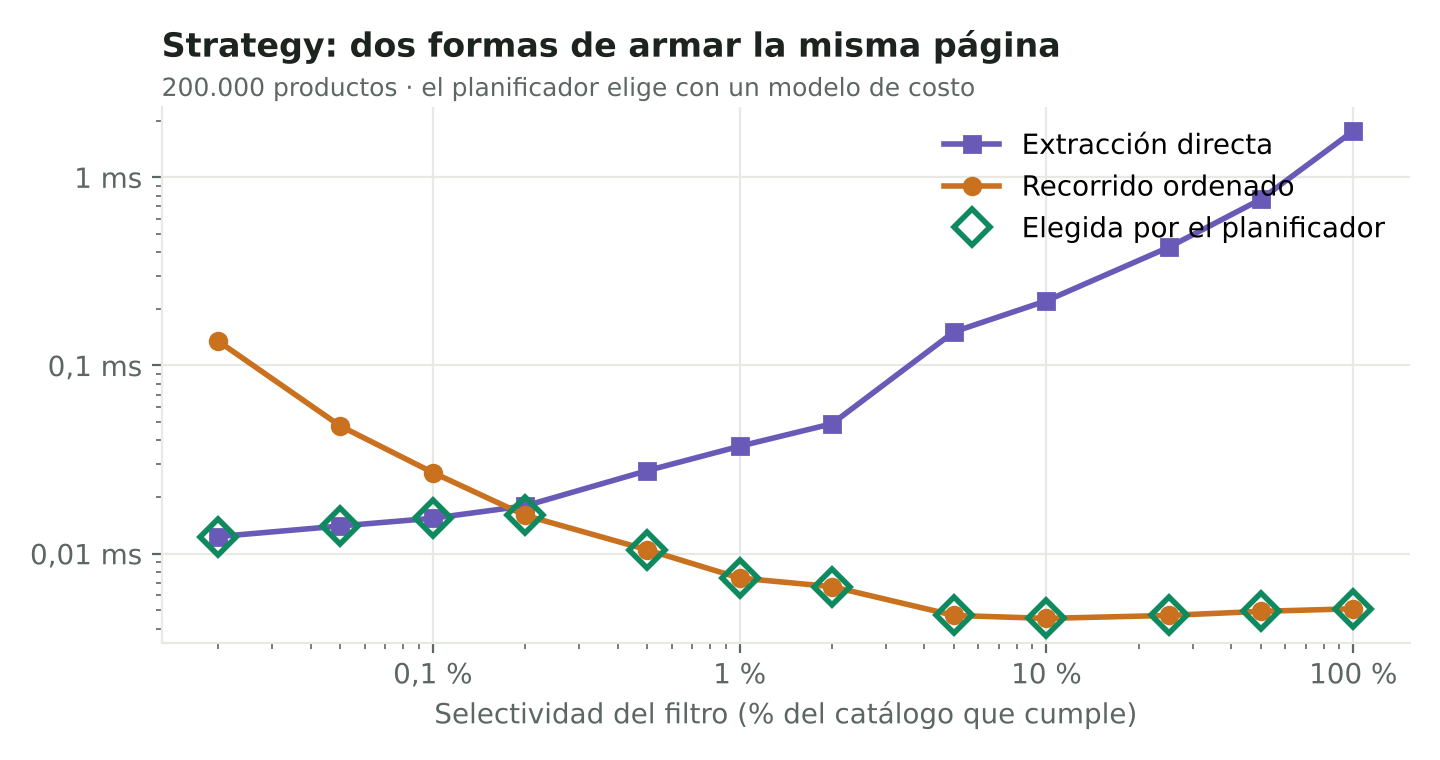 Strategy: dos formas de armar la misma página
200.000 productos · el planificador elige con un modelo de costo
Extracción directa
Recorrido ordenado
Elegida por el planificador
1 ms
0,1 ms
0,01 ms
0,1 % 1 % 10 % 100 %
Selectividad del filtro (% del catálogo que cumple)